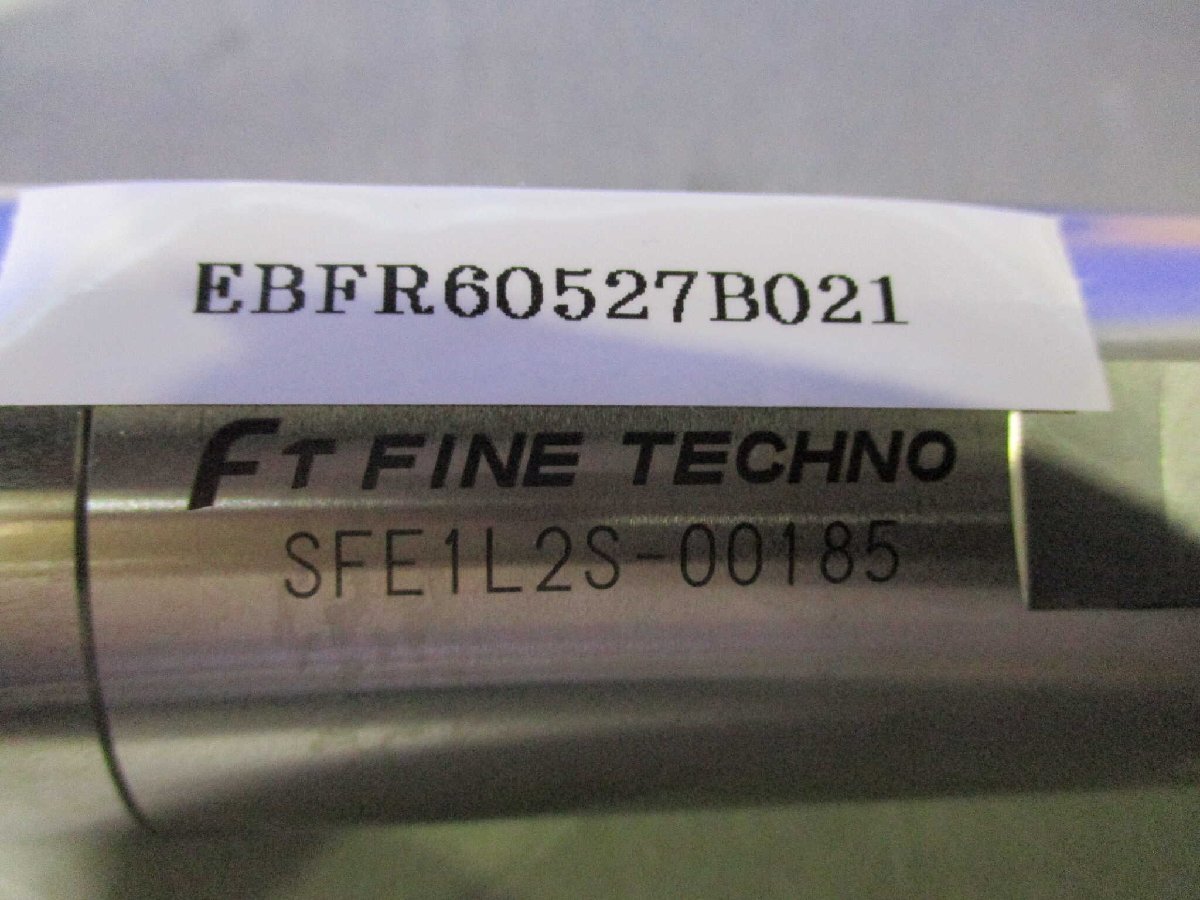 EBFR60527B021
FT FINE TECHNO
SFE1L2S-00185